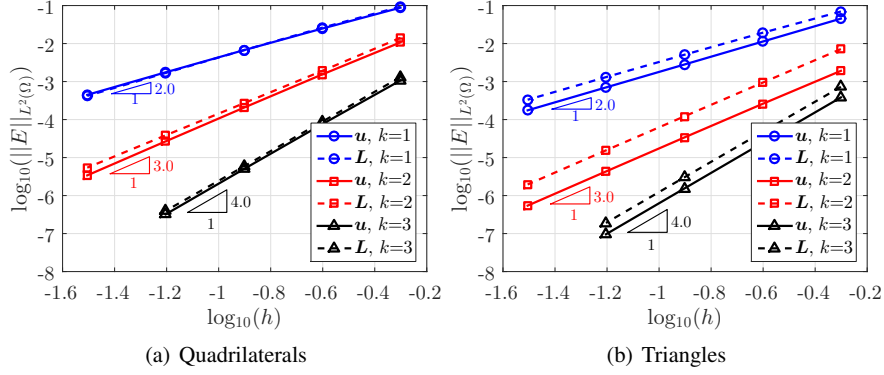 -1
-2
-3
-4
-5
-6
-7
-8
log10(||E||L2(Ω))
2.0
1
3.0
1
4.0
1
u, k=1
L, k=1
u, k=2
L, k=2
u, k=3
L, k=3
-1.6 -1.4 -1.2 -1 -0.8 -0.6 -0.4 -0.2
log10(h)
(a) Quadrilaterals
-1
-2
-3
-4
-5
-6
-7
-8
log10(||E||L2(Ω))
2.0
1
3.0
1
4.0
1
u, k=1
L, k=1
u, k=2
L, k=2
u, k=3
L, k=3
-1.6 -1.4 -1.2 -1 -0.8 -0.6 -0.4 -0.2
log10(h)
(b) Triangles